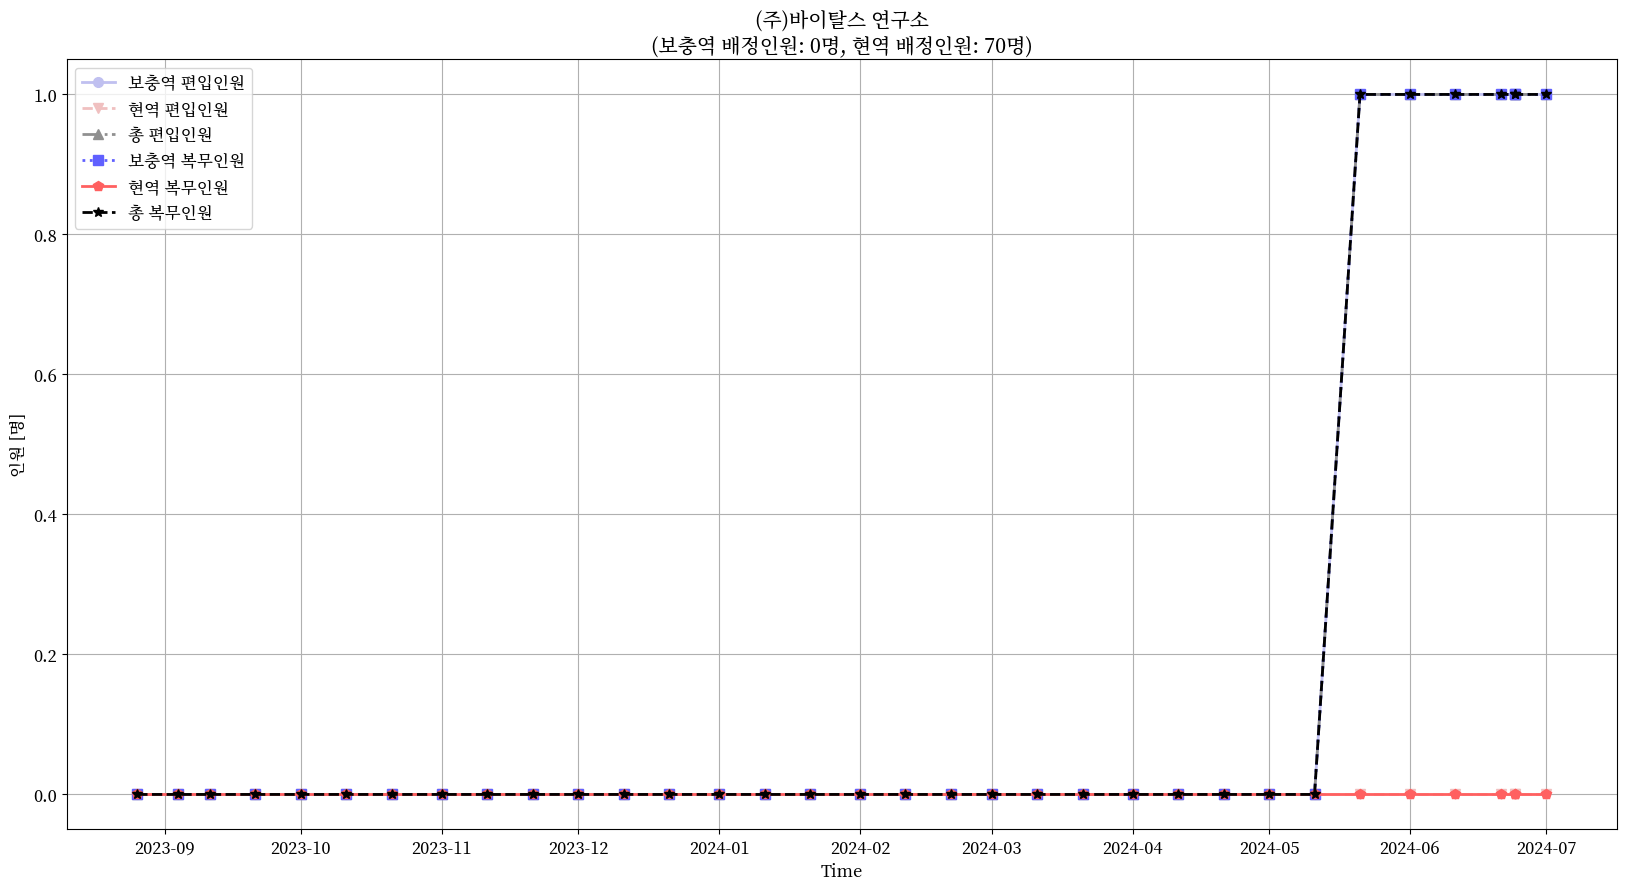 (주)바이탈스 연구소
(보충역 배정인원: 0명, 현역 배정인원: 70명)
보충역 편입인원
현역 편입인원
총 편입인원
보충역 복무인원
현역 복무인원
총 복무인원
1.0
0.8
0.6
0.4
0.2
0.0
인원 [명]
2023-09 2023-10 2023-11 2023-12 2024-01 2024-02 2024-03 2024-04 2024-05 2024-06 2024-07
Time